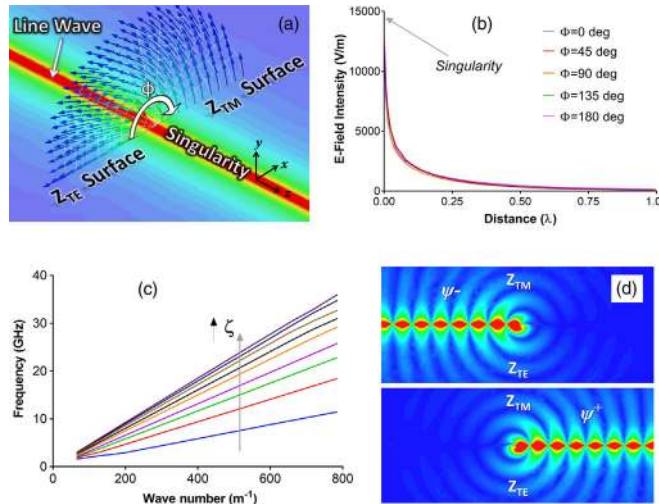 (a)
Line Wave
Φ
Z_TM Surface
Singularity
Z_TE Surface
y
x
z
(b)
E-Field Intensity (V/m)
15000
10000
5000
0
Singularity
Φ=0 deg
Φ=45 deg
Φ=90 deg
Φ=135 deg
Φ=180 deg
0 0.25 0.50 0.75 1.0
Distance (λ)
(c)
Frequency (GHz)
40
30
20
10
0
ζ
0 200 400 600 800
Wave number (m⁻¹)
(d)
ψ-
Z_TM
Z_TE
Z_TM
ψ⁺
Z_TE